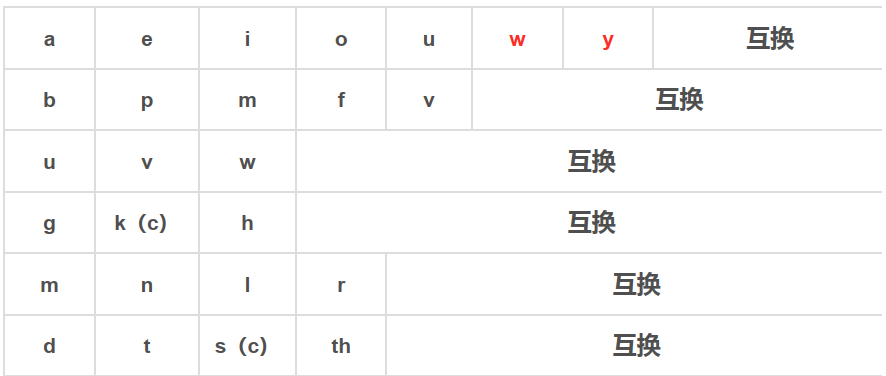 a e i o u w y 互换
b p m f v 互换
u v w 互换
g k（c） h 互换
m n l r 互换
d t s（c） th 互换